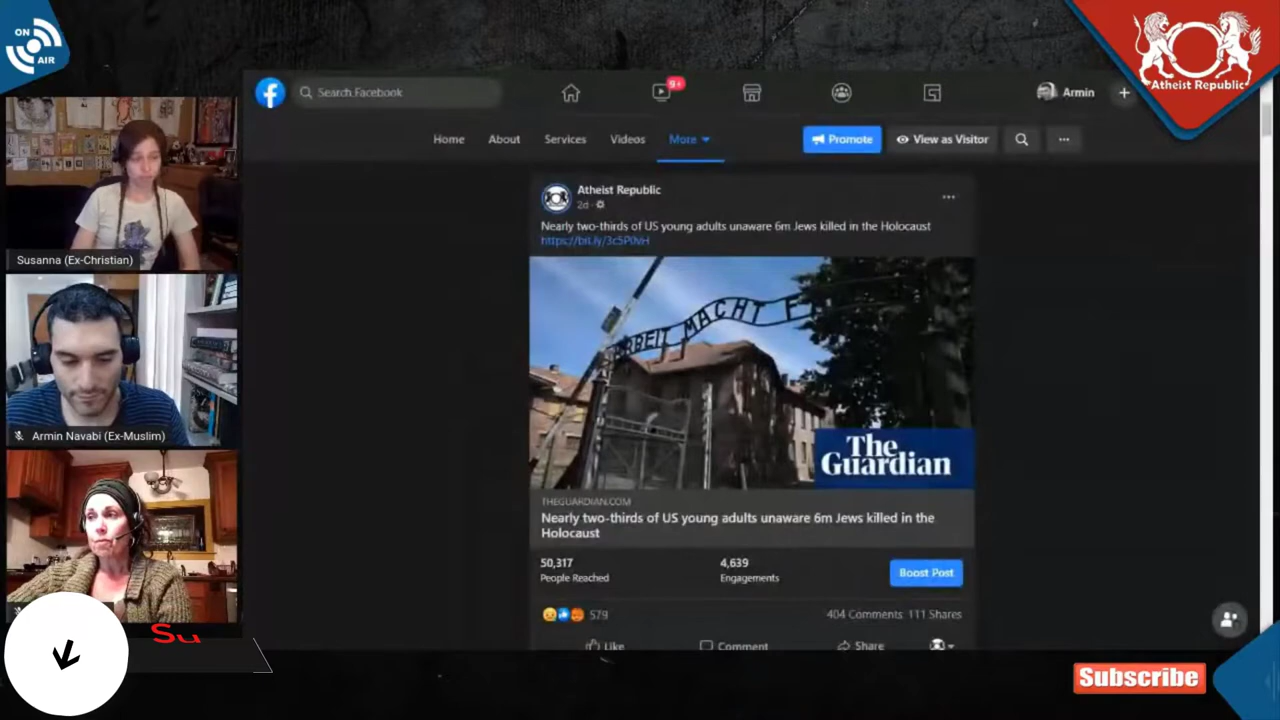 ON
AIR
Atheist Republic
Search Facebook
9+
Armin
Home
About
Services
Videos
More
Promote
View as Visitor
Atheist Republic
2d
Nearly two-thirds of US young adults unaware 6m Jews killed in the Holocaust
ARBEIT MACHT F
The
Guardian
THEGUARDIAN.COM
Nearly two-thirds of US young adults unaware 6m Jews killed in the
Holocaust
50,317
People Reached
4,639
Engagements
Boost Post
579
404 Comments 111 Shares
Like
Comment
Share
Susanna (Ex-Christian)
Armin Navabi (Ex-Muslim)
Su
Subscribe